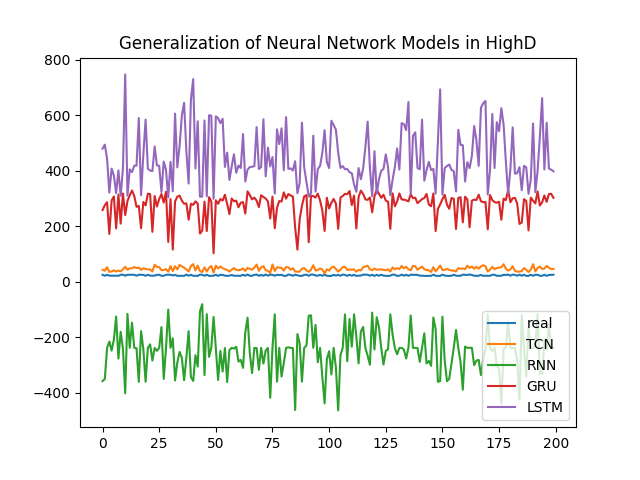 Generalization of Neural Network Models in HighD
800
600
400
200
0
−200
−400
0 25 50 75 100 125 150 175 200
real
TCN
RNN
GRU
LSTM